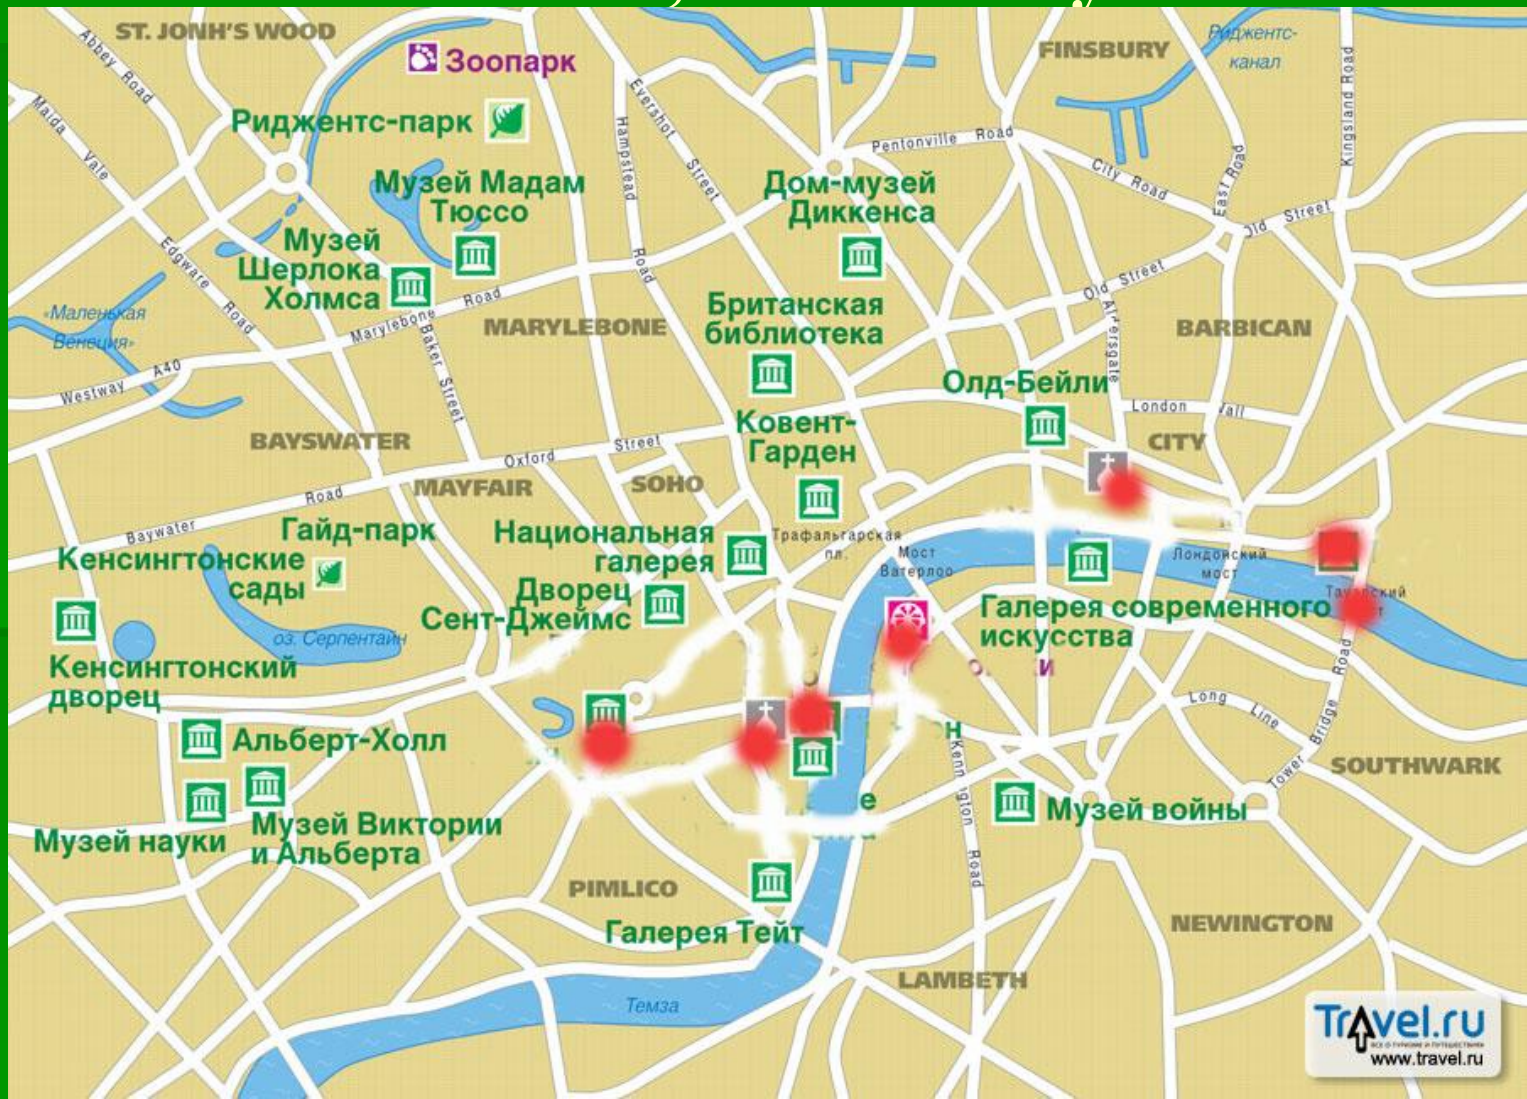 ST. JONH'S WOOD
Зоопарк
FINSBURY
Риджентс-
канал
Abbey Road
Maida Vale
Риджентс-парк
Evershot Street
Hampstead Road
Pentonville Road
City Road
East Road
Kingsland Road
Музей Мадам
Тюссо
Дом-музей
Диккенса
Old Street
Музей
Шерлока
Холмса
Edgware Road
Marylebone Road
Old Street
Aldersgate
«Маленькая
Венеция»
MARYLEBONE
Британская
библиотека
BARBICAN
Westway A40
Baker Street
Олд-Бейли
London Wall
BAYSWATER
Oxford Street
Ковент-
Гарден
CITY
MAYFAIR
SOHO
Baywater Road
Гайд-парк
Национальная
галерея
Трафальгарская
пл.
Мост
Ватерлоо
Лондонский
мост
Кенсингтонские
сады
Дворец
Сент-Джеймс
Галерея современного
искусства
оз. Серпентайн
Кенсингтонский
дворец
Long Line
Tower Bridge Road
Альберт-Холл
SOUTHWARK
Kennington Road
Музей науки
Музей Виктории
и Альберта
Музей войны
PIMLICO
Галерея Тейт
NEWINGTON
LAMBETH
Темза
Travel.ru
ВСЕ О ТУРИЗМЕ И ПУТЕШЕСТВИЯХ
www.travel.ru